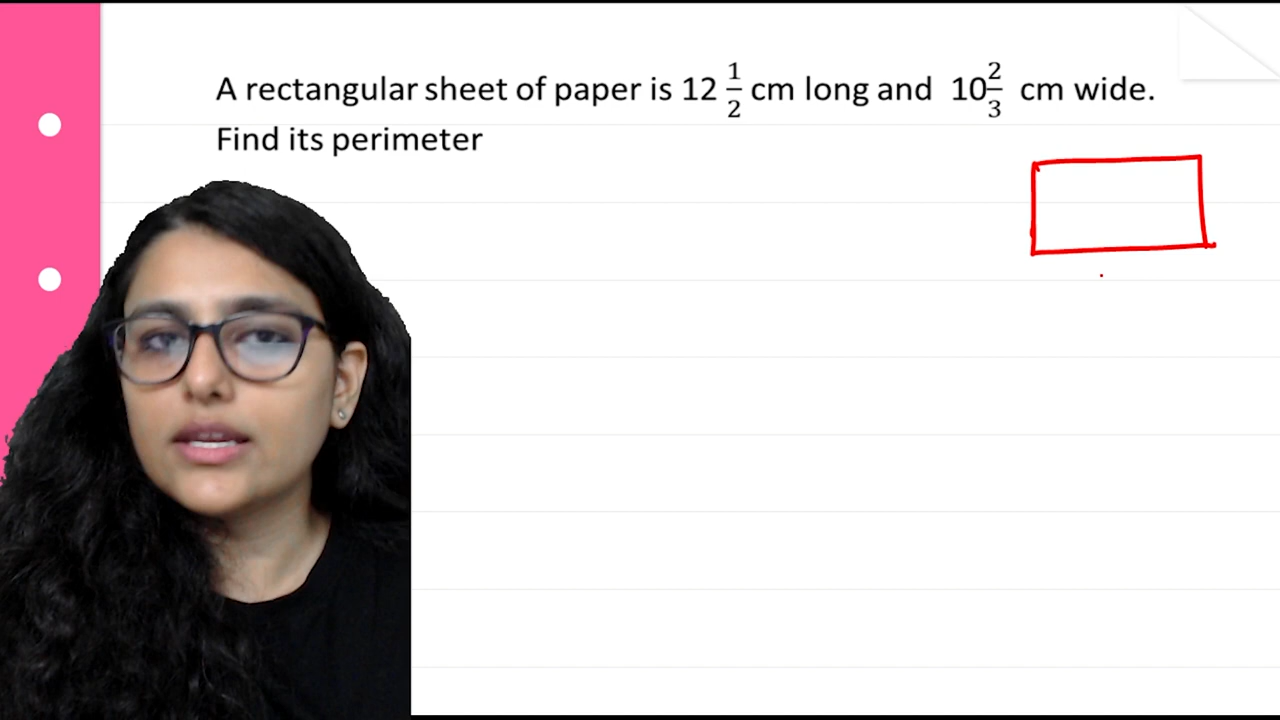 A rectangular sheet of paper is 12 1/2 cm long and 10 2/3 cm wide.
Find its perimeter